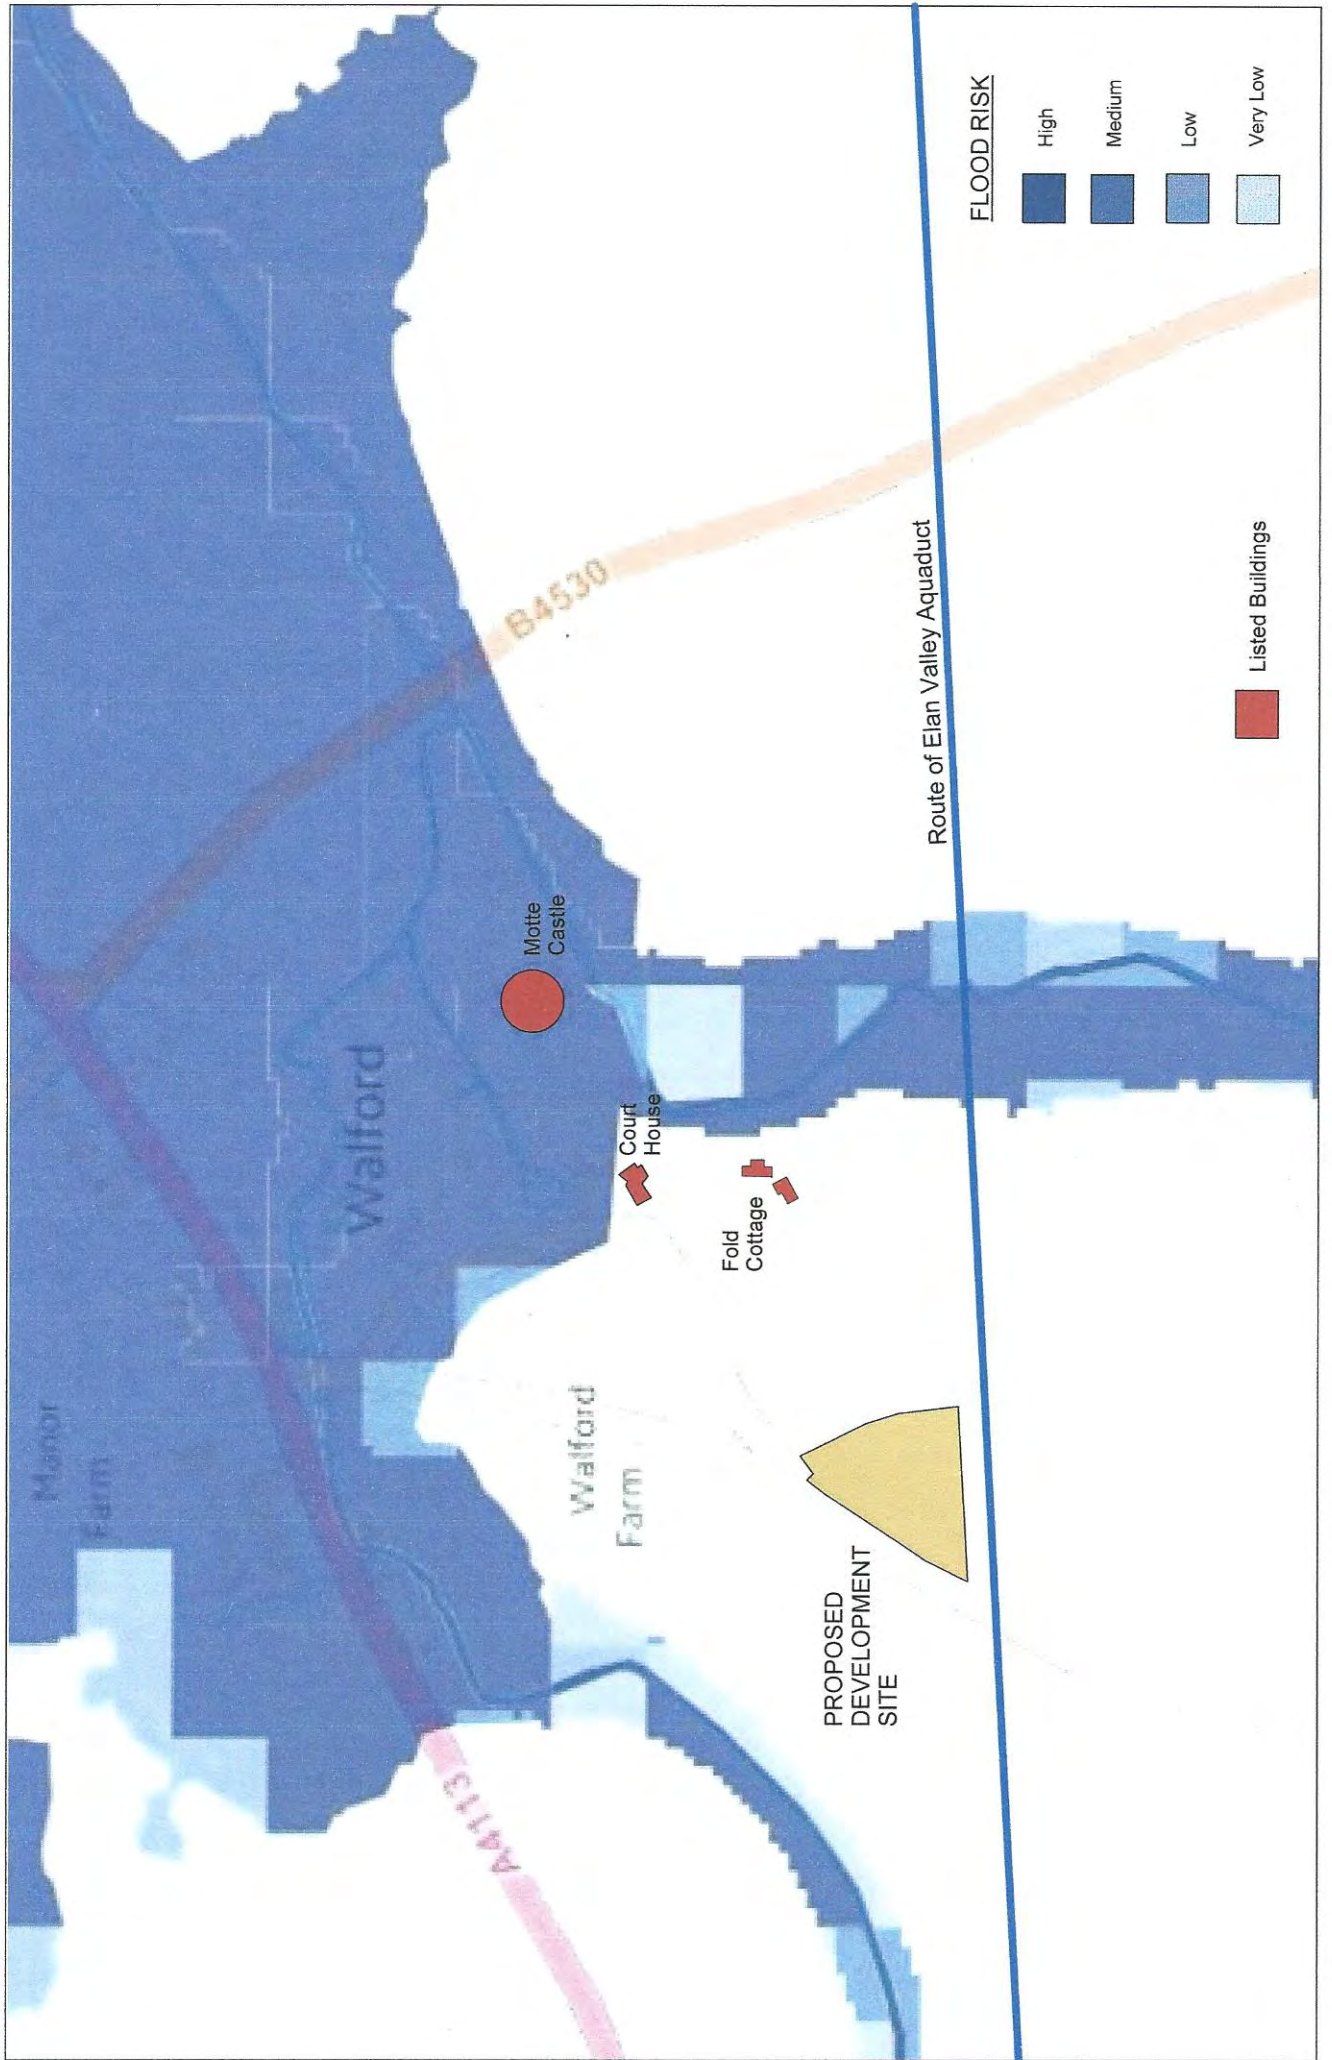 Manor
Farm
Walford
A4113
B4530
Motte
Castle
Court
House
Walford
Farm
Fold
Cottage
PROPOSED
DEVELOPMENT
SITE
Route of Elan Valley Aquaduct
FLOOD RISK
High
Medium
Low
Very Low
Listed Buildings